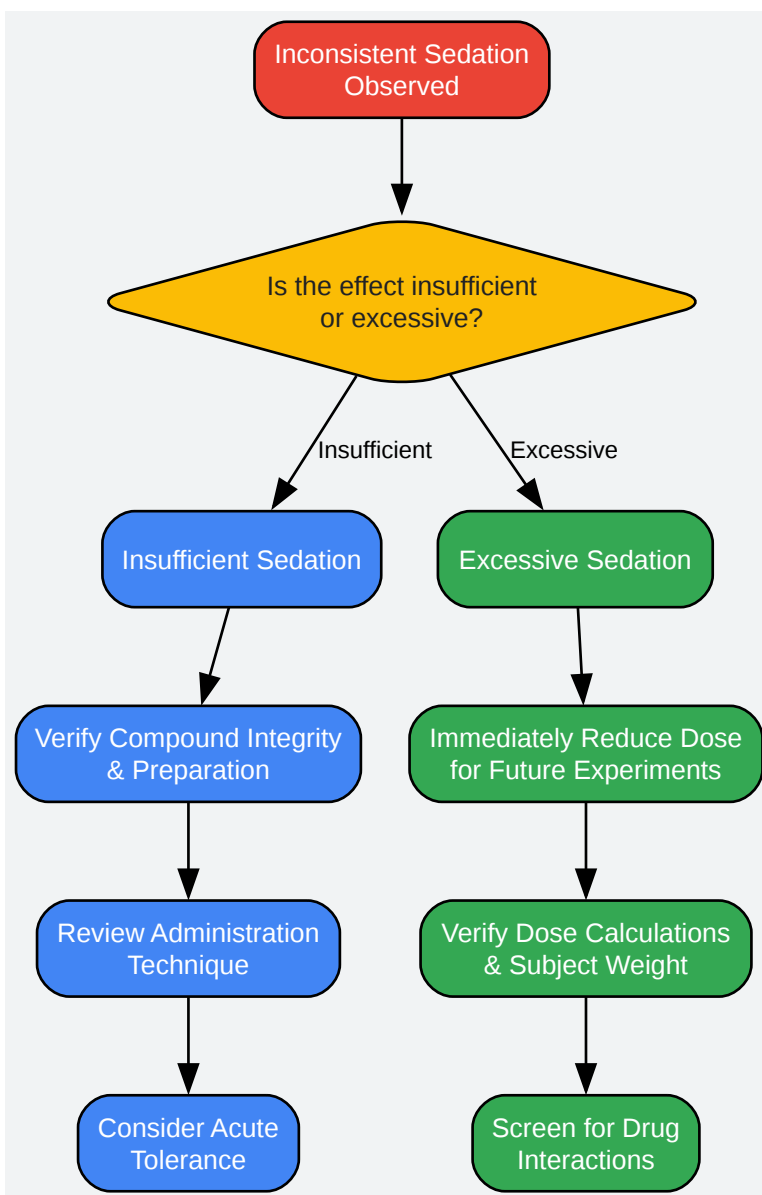 Inconsistent Sedation
Observed
Is the effect insufficient
or excessive?
Insufficient
Excessive
Insufficient Sedation
Excessive Sedation
Verify Compound Integrity
& Preparation
Immediately Reduce Dose
for Future Experiments
Review Administration
Technique
Verify Dose Calculations
& Subject Weight
Consider Acute
Tolerance
Screen for Drug
Interactions